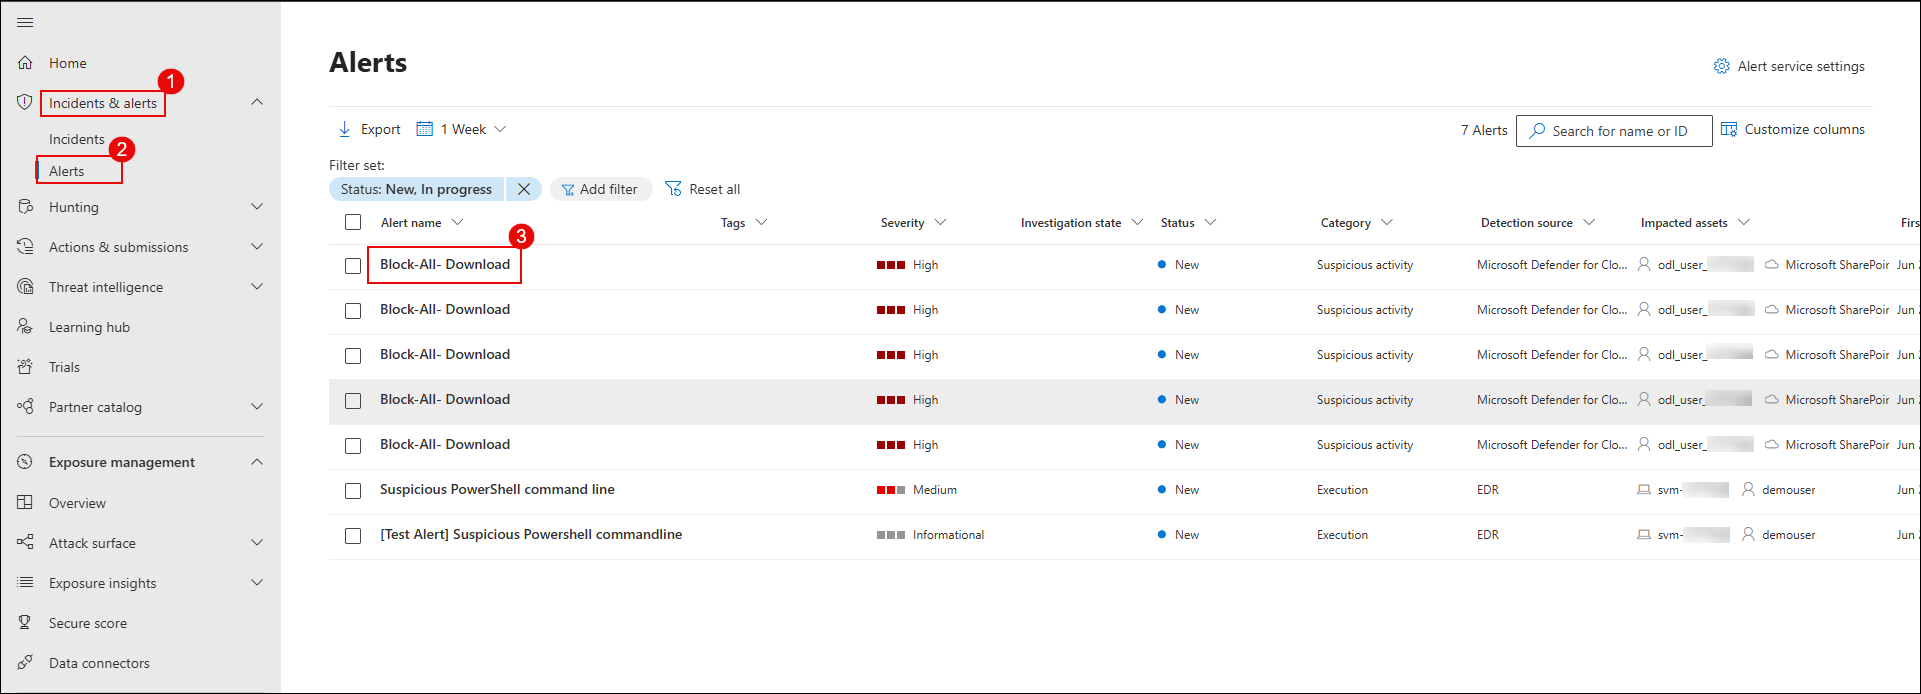 Home
1
Incidents & alerts
Incidents
2
Alerts
Hunting
Actions & submissions
Threat intelligence
Learning hub
Trials
Partner catalog
Exposure management
Overview
Attack surface
Exposure insights
Secure score
Data connectors
Alerts
Alert service settings
Export 1 Week 7 Alerts Search for name or ID Customize columns
Filter set:
Status: New, In progress Add filter Reset all
Alert name Tags Severity Investigation state Status Category Detection source Impacted assets Firs
3
Block-All- Download High New Suspicious activity Microsoft Defender for Clo... odl_user_ Microsoft SharePoin Jun
Block-All- Download High New Suspicious activity Microsoft Defender for Clo... odl_user_ Microsoft SharePoin Jun
Block-All- Download High New Suspicious activity Microsoft Defender for Clo... odl_user_ Microsoft SharePoin Jun
Block-All- Download High New Suspicious activity Microsoft Defender for Clo... odl_user_ Microsoft SharePoin Jun
Block-All- Download High New Suspicious activity Microsoft Defender for Clo... odl_user_ Microsoft SharePoin Jun
Suspicious PowerShell command line Medium New Execution EDR svm- demouser Jun
[Test Alert] Suspicious Powershell commandline Informational New Execution EDR svm- demouser Jun